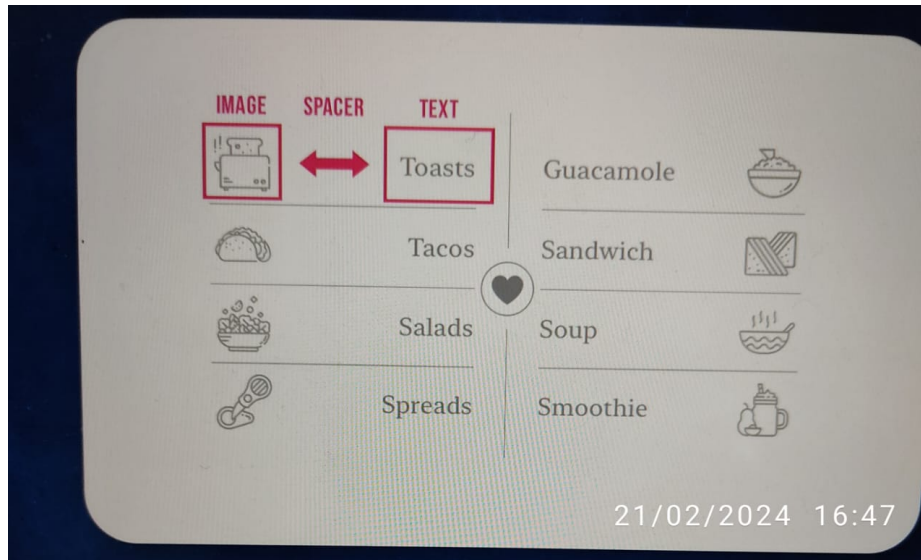 IMAGE SPACER TEXT
Toasts
Guacamole
Tacos
Sandwich
Salads
Soup
Spreads
Smoothie
21/02/2024 16:47